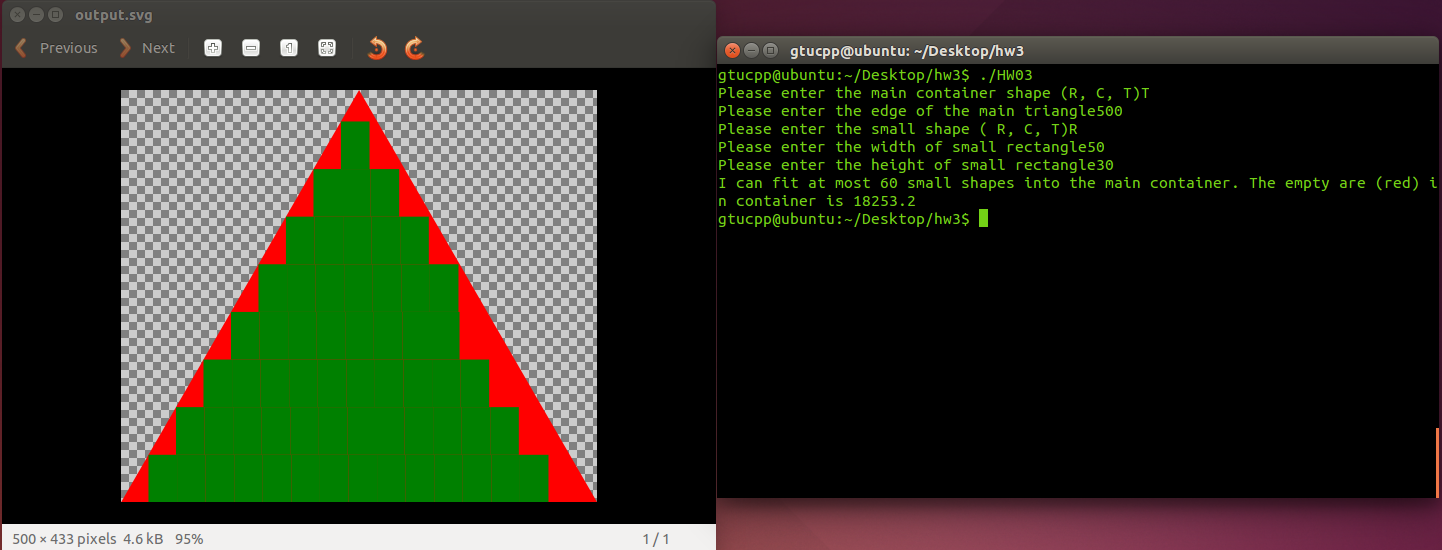 output.svg
Previous Next
500 × 433 pixels 4.6 kB 95% 1 / 1
gtucpp@ubuntu: ~/Desktop/hw3
gtucpp@ubuntu:~/Desktop/hw3$ ./HW03
Please enter the main container shape (R, C, T)T
Please enter the edge of the main triangle500
Please enter the small shape ( R, C, T)R
Please enter the width of small rectangle50
Please enter the height of small rectangle30
I can fit at most 60 small shapes into the main container. The empty are (red) i
n container is 18253.2
gtucpp@ubuntu:~/Desktop/hw3$